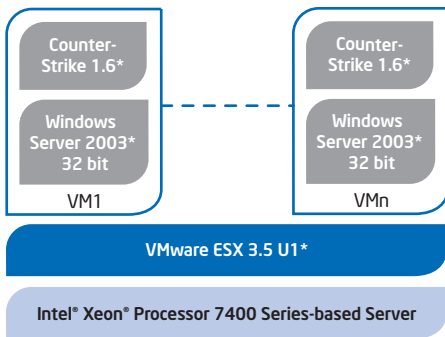 Counter-
Strike 1.6*
Windows
Server 2003*
32 bit
VM1
Counter-
Strike 1.6*
Windows
Server 2003*
32 bit
VMn
VMware ESX 3.5 U1*
Intel® Xeon® Processor 7400 Series-based Server